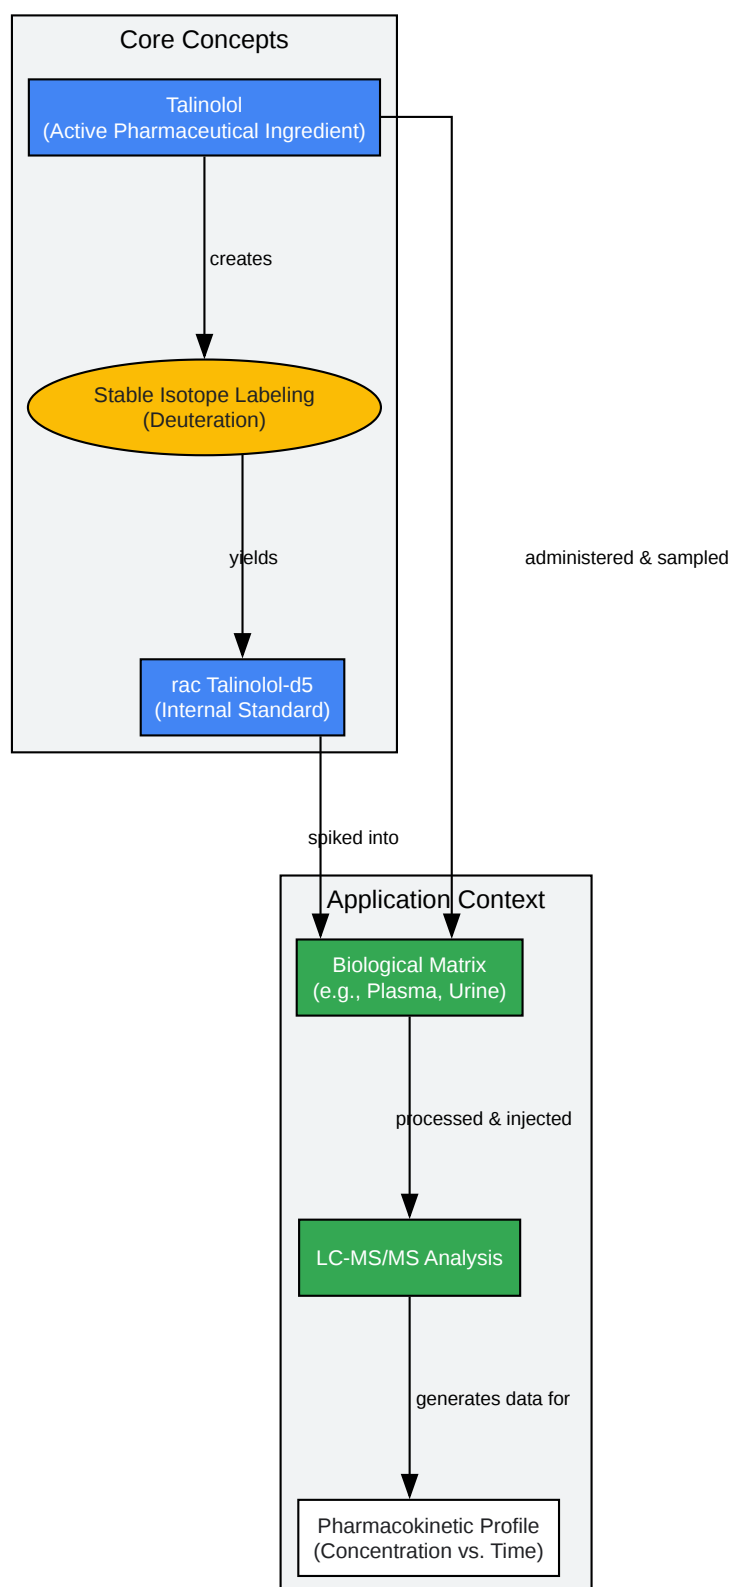 Core Concepts
Talinolol
(Active Pharmaceutical Ingredient)
creates
Stable Isotope Labeling
(Deuteration)
yields
administered & sampled
rac Talinolol-d5
(Internal Standard)
spiked into
Application Context
Biological Matrix
(e.g., Plasma, Urine)
processed & injected
LC-MS/MS Analysis
generates data for
Pharmacokinetic Profile
(Concentration vs. Time)